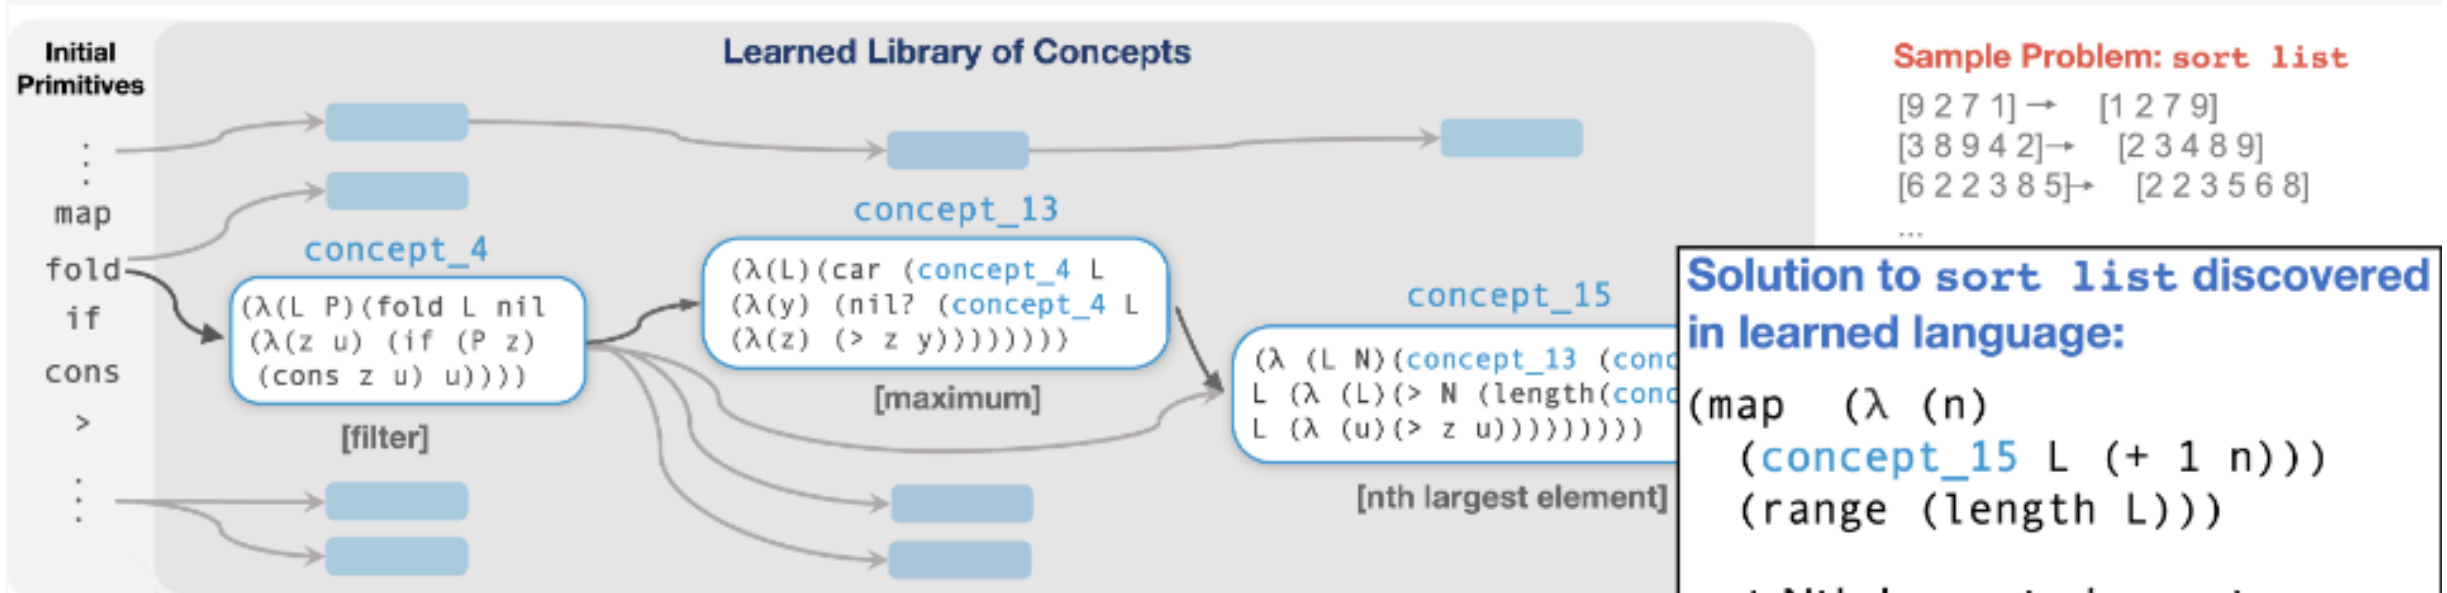 Initial
Primitives
⋮
map
fold
if
cons
>
⋮
Learned Library of Concepts
concept_4
(λ(L P)(fold L nil
(λ(z u) (if (P z)
(cons z u) u))))
[filter]
concept_13
(λ(L)(car (concept_4 L
(λ(y) (nil? (concept_4 L
(λ(z) (> z y))))))))
[maximum]
concept_15
(λ (L N)(concept_13 (conc
L (λ (L)(> N (length(conc
L (λ (u)(> z u)))))))))
[nth largest element]
Sample Problem: sort list
[9 2 7 1]→ [1 2 7 9]
[3 8 9 4 2]→ [2 3 4 8 9]
[6 2 2 3 8 5]→ [2 2 3 5 6 8]
...
Solution to sort list discovered
in learned language:
(map (λ (n)
(concept_15 L (+ 1 n)))
(range (length L)))